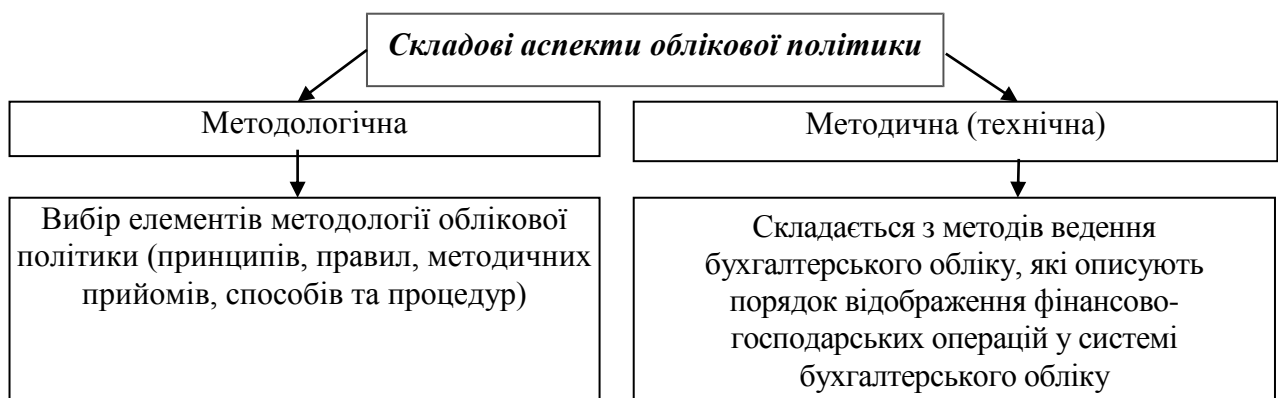 Складові аспекти облікової політики
Методологічна
Методична (технічна)
Вибір елементів методології облікової
політики (принципів, правил, методичних
прийомів, способів та процедур)
Складається з методів ведення
бухгалтерського обліку, які описують
порядок відображення фінансово-
господарських операцій у системі
бухгалтерського обліку